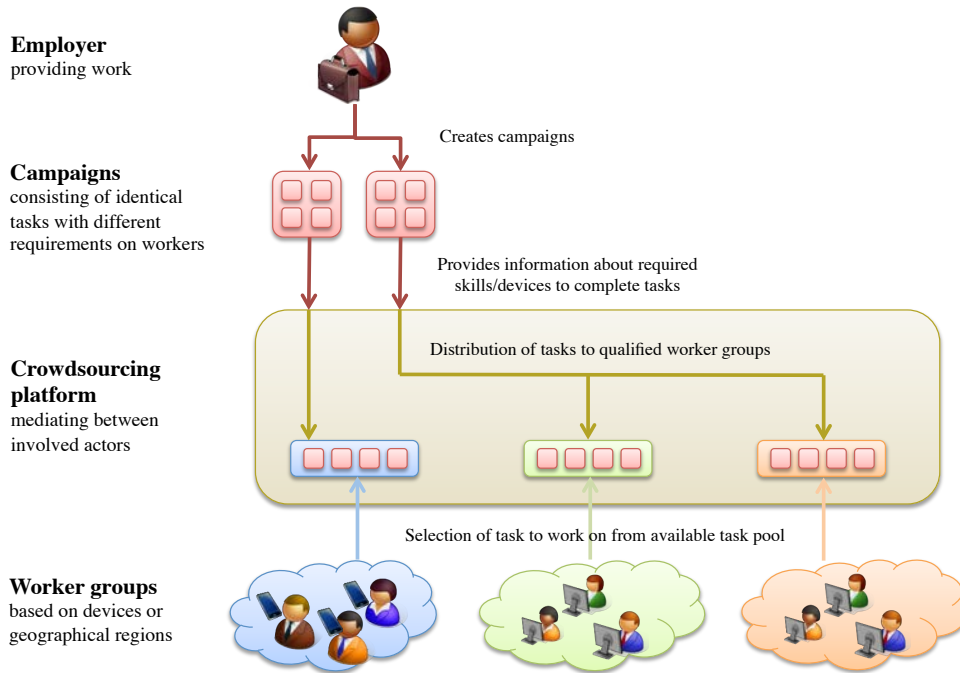 Employer
providing work
Creates campaigns
Campaigns
consisting of identical
tasks with different
requirements on workers
Provides information about required
skills/devices to complete tasks
Distribution of tasks to qualified worker groups
Crowdsourcing
platform
mediating between
involved actors
Selection of task to work on from available task pool
Worker groups
based on devices or
geographical regions